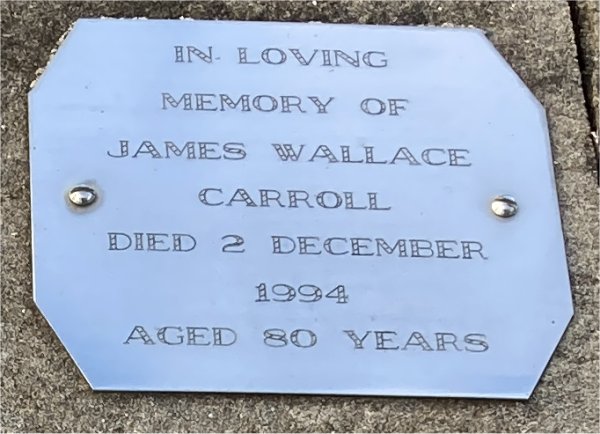 IN LOVING
MEMORY OF
JAMES WALLACE
CARROLL
DIED 2 DECEMBER
1994
AGED 80 YEARS